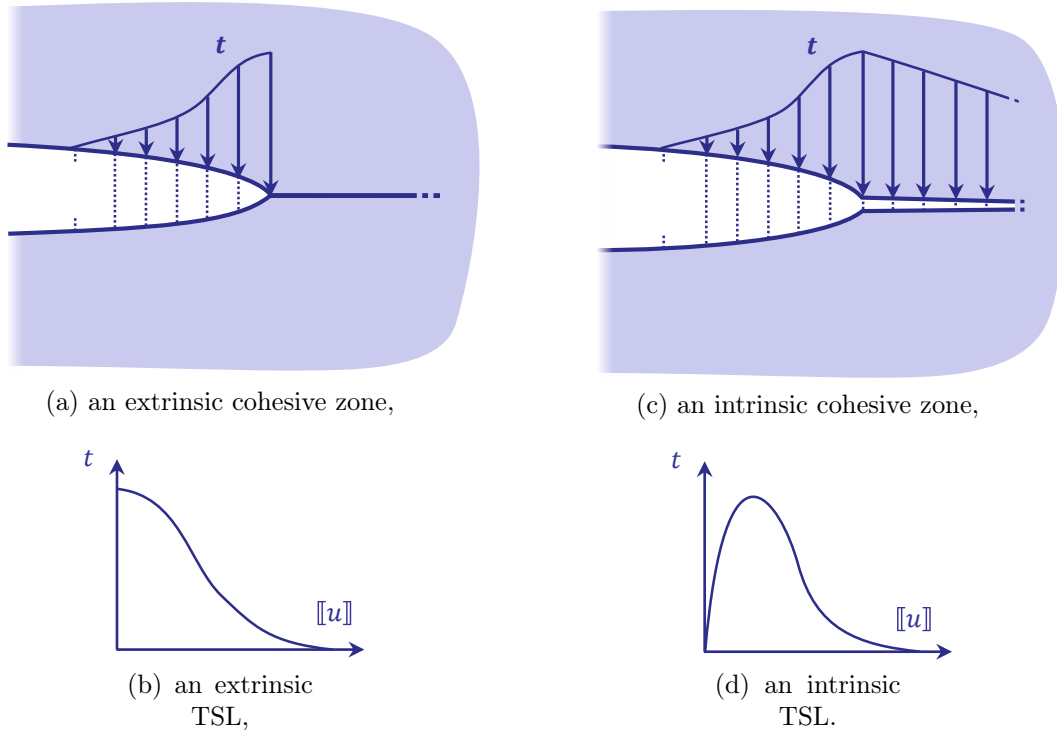 t
t
(a) an extrinsic cohesive zone,
(c) an intrinsic cohesive zone,
t
⟦u⟧
(b) an extrinsic
TSL,
t
⟦u⟧
(d) an intrinsic
TSL.